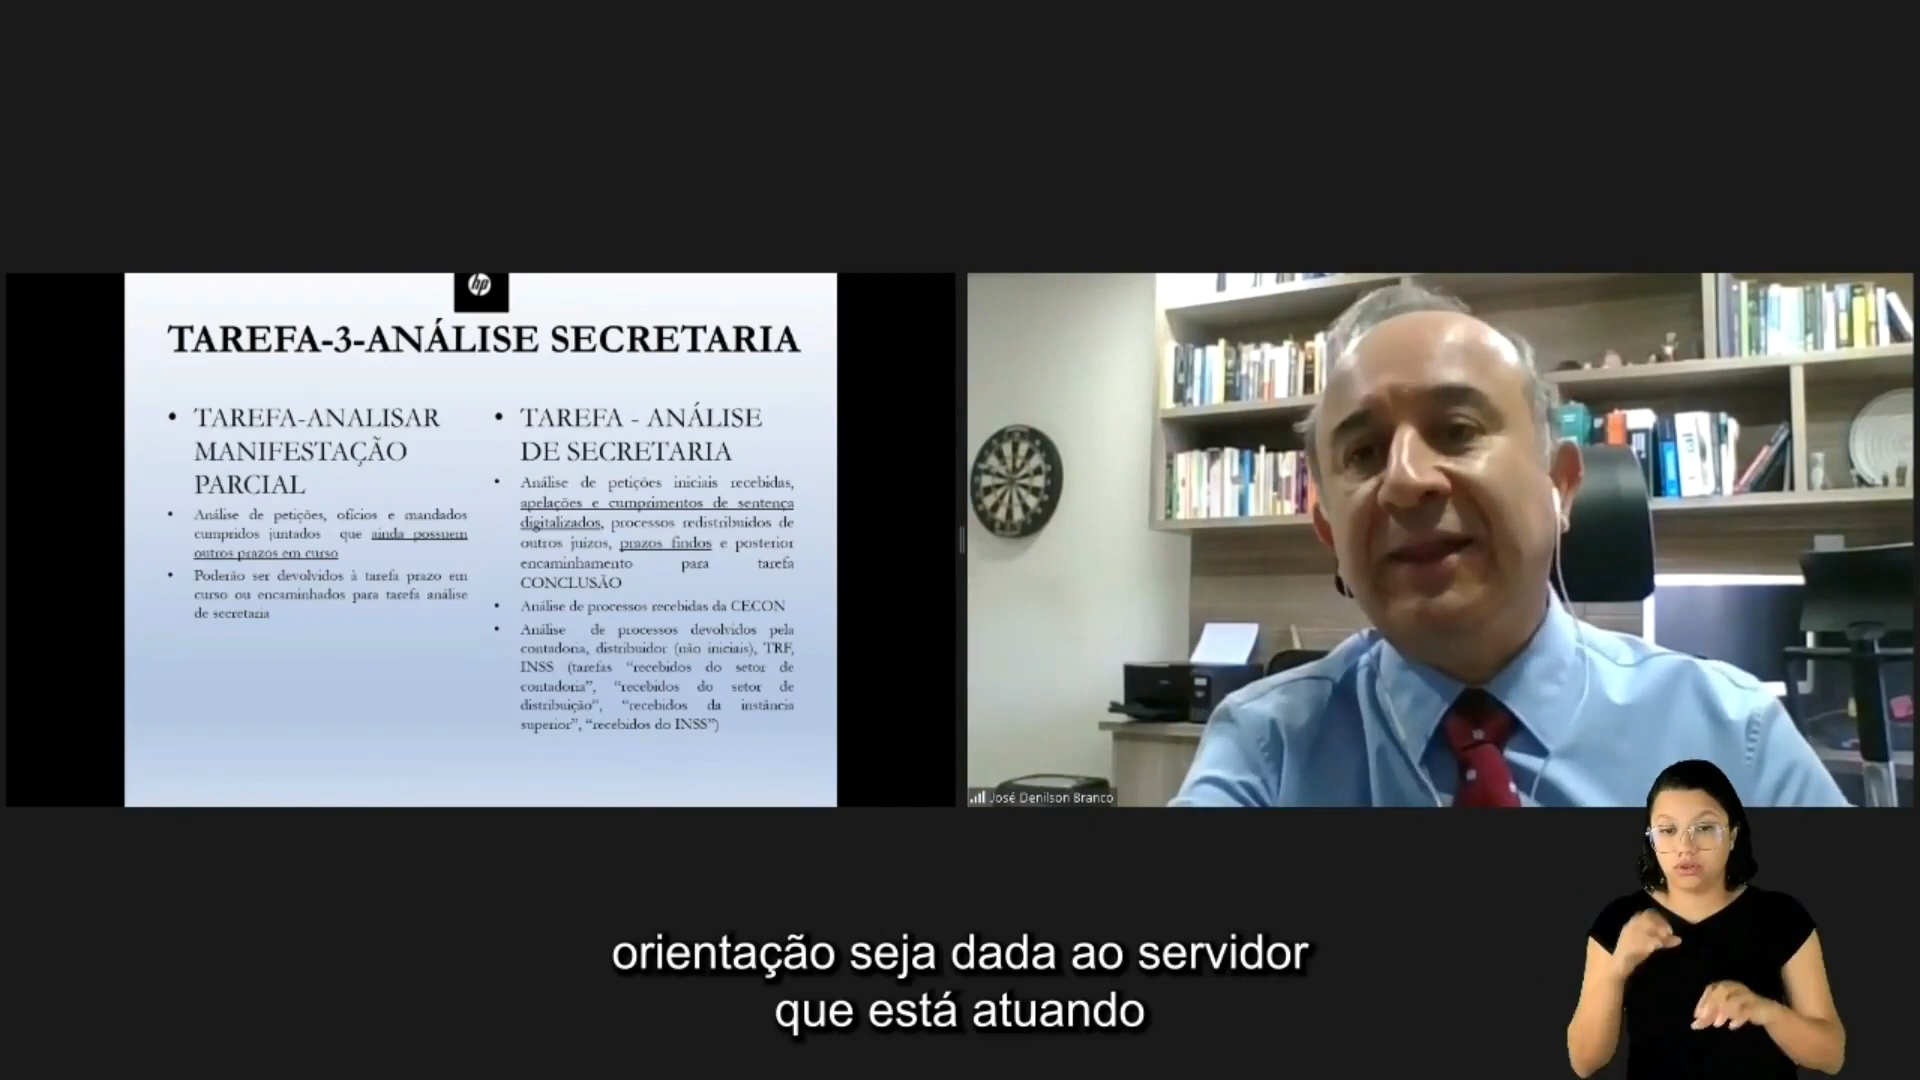 hp
TAREFA-3-ANÁLISE SECRETARIA
• TAREFA-ANALISAR
MANIFESTAÇÃO
PARCIAL
• Análise de petições, ofícios e mandados
cumpridos juntados que ainda possuem
outros prazos em curso
• Poderão ser devolvidos à tarefa prazo em
curso ou encaminhados para tarefa análise
de secretaria
• TAREFA - ANÁLISE
DE SECRETARIA
• Análise de petições iniciais recebidas,
apelações e cumprimentos de sentença
digitalizados, processos redistribuídos de
outros juízos, prazos findos e posterior
encaminhamento para tarefa
CONCLUSÃO
• Análise de processos recebidas da CECON
• Análise de processos devolvidos pela
contadoria, distribuidor (não iniciais), TRF,
INSS (tarefas “recebidos do setor de
contadoria”, “recebidos do setor de
distribuição”, “recebidos da instância
superior”, “recebidos do INSS”)
José Denilson Branco
orientação seja dada ao servidor
que está atuando